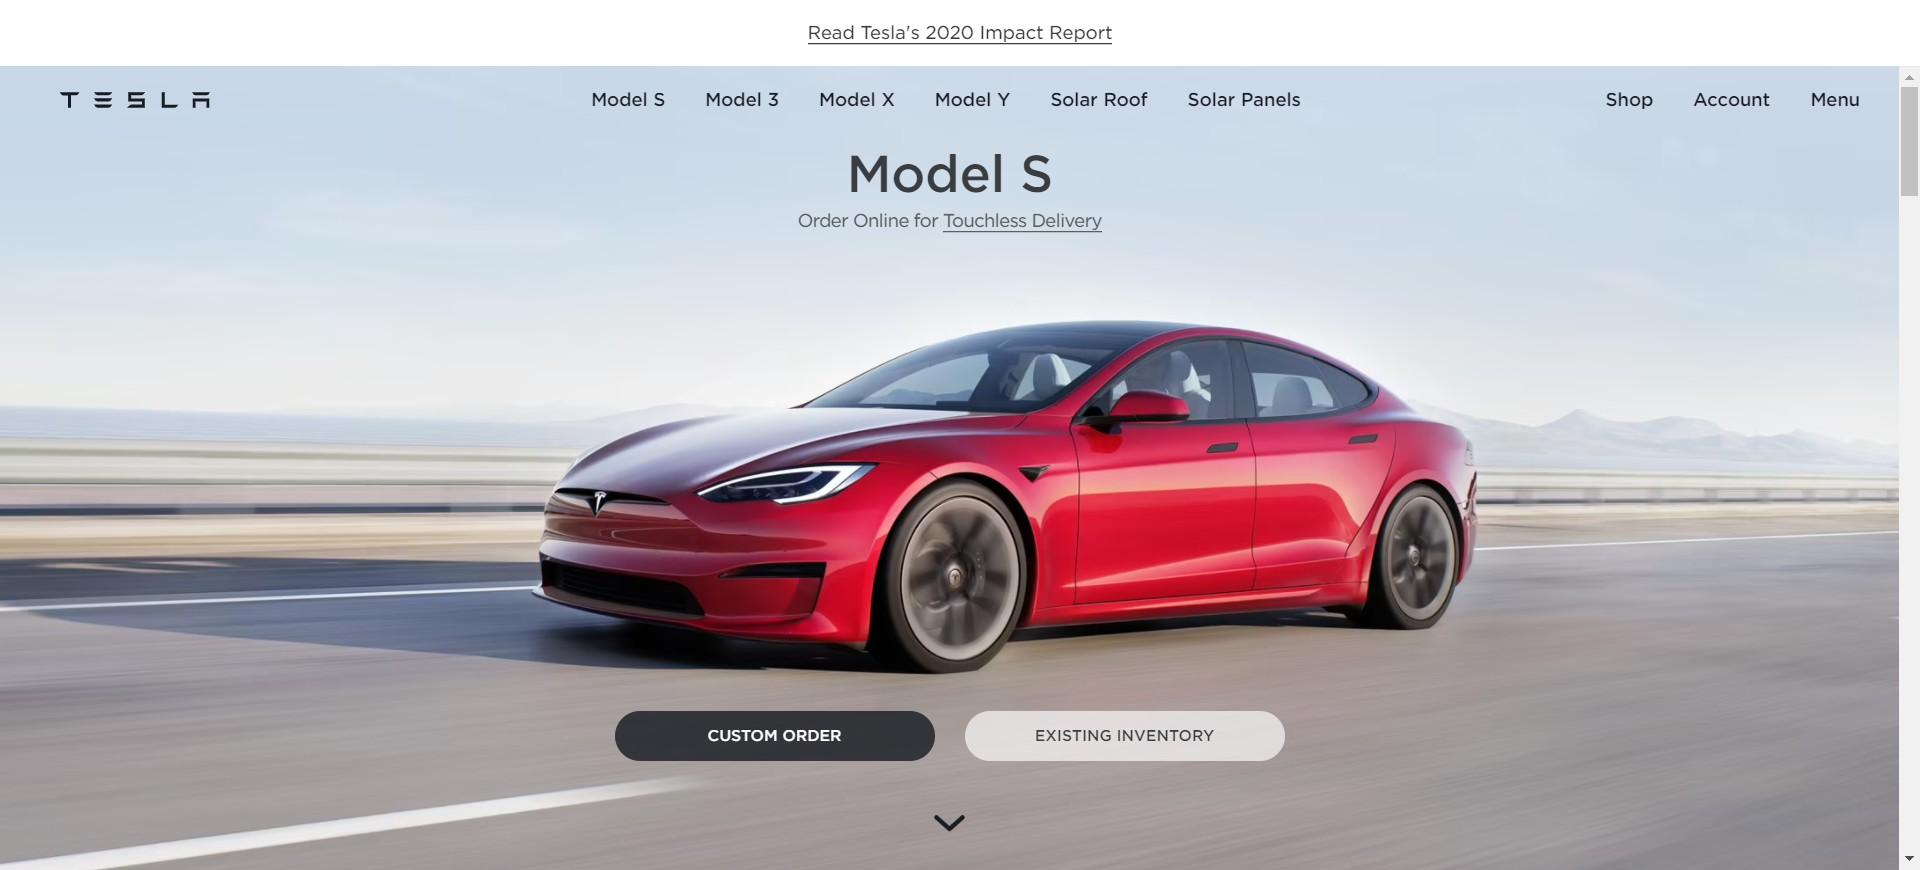 Read Tesla's 2020 Impact Report
TESLA Model S Model 3 Model X Model Y Solar Roof Solar Panels Shop Account Menu
Model S
Order Online for Touchless Delivery
CUSTOM ORDER EXISTING INVENTORY